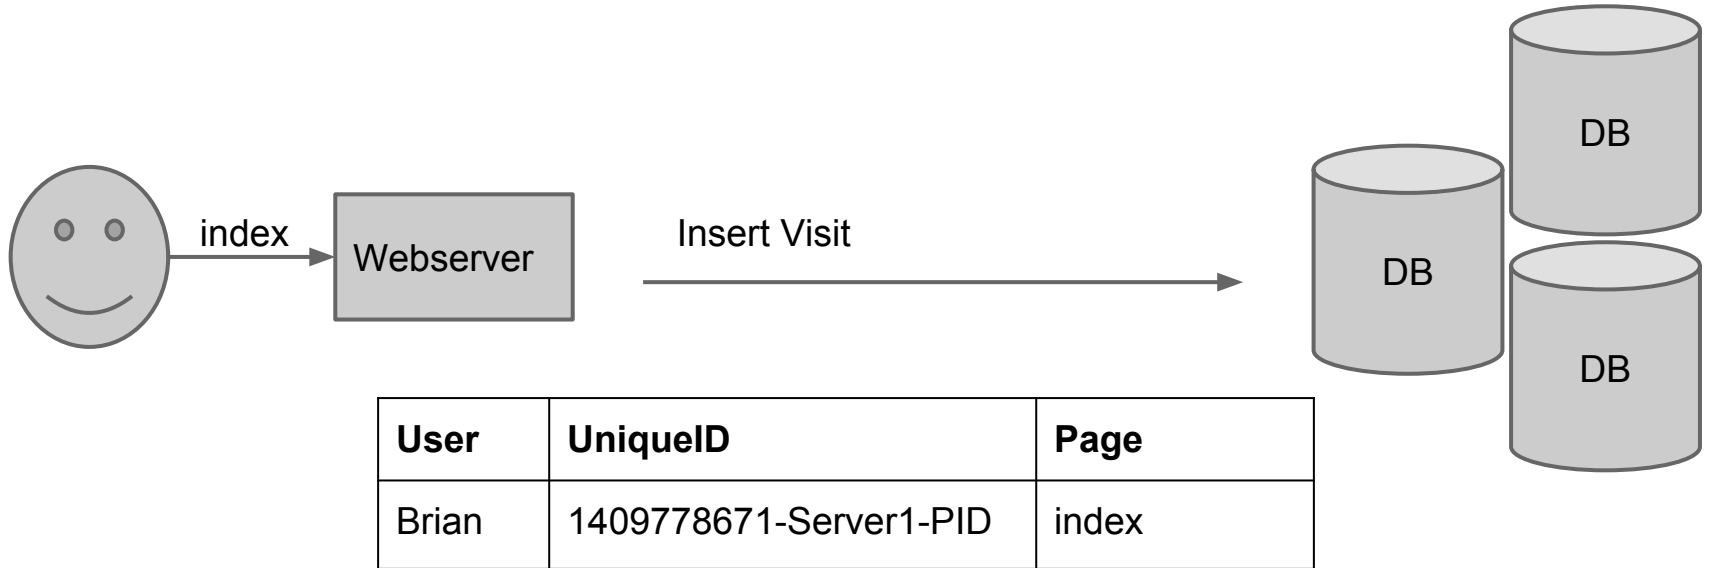 index
Webserver
Insert Visit
DB
DB
DB
User UniqueID Page
Brian 1409778671-Server1-PID index